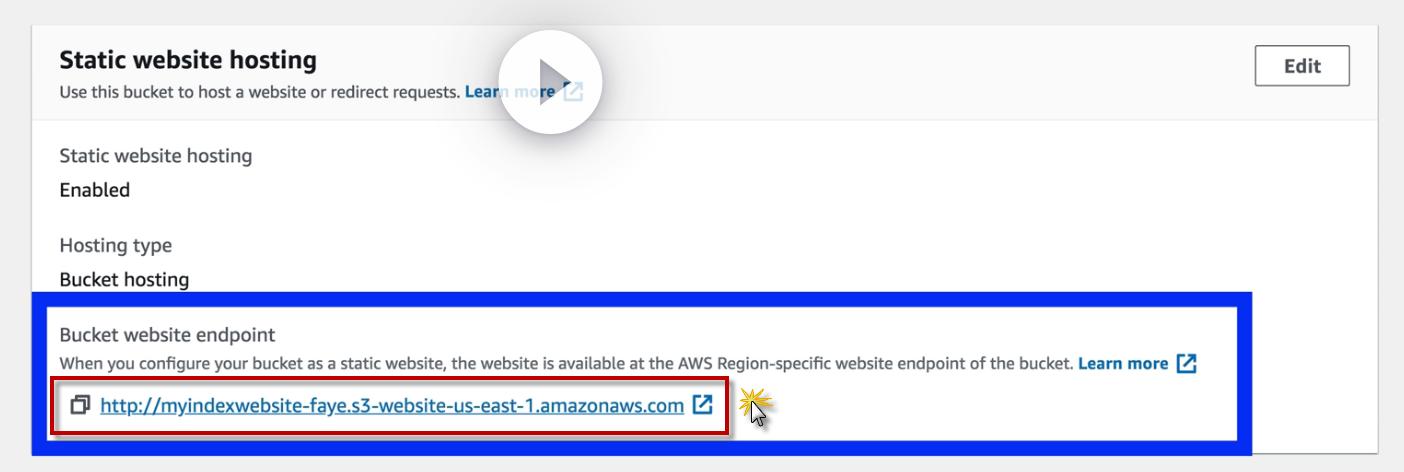 Static website hosting
Edit
Use this bucket to host a website or redirect requests. Learn more
Static website hosting
Enabled
Hosting type
Bucket hosting
Bucket website endpoint
When you configure your bucket as a static website, the website is available at the AWS Region-specific website endpoint of the bucket. Learn more
http://myindexwebsite-faye.s3-website-us-east-1.amazonaws.com